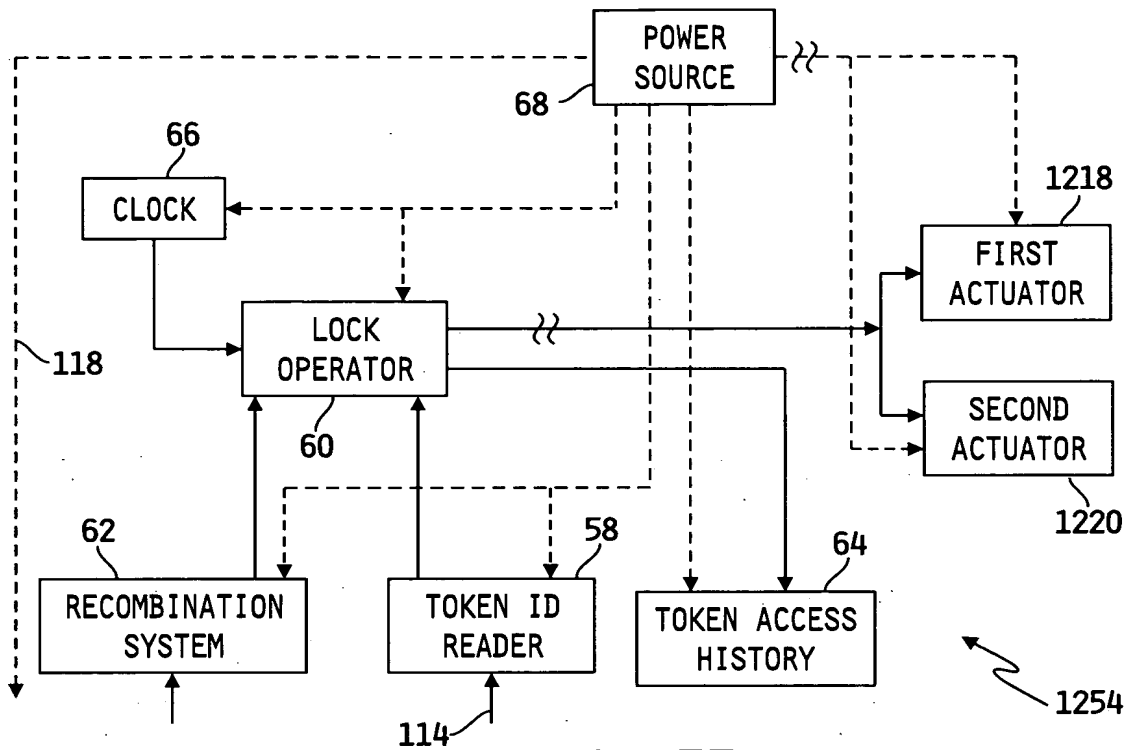 POWER
SOURCE
68
66
CLOCK
1218
FIRST
ACTUATOR
LOCK
OPERATOR
118
60
SECOND
ACTUATOR
1220
62
58
64
RECOMBINATION
SYSTEM
TOKEN ID
READER
TOKEN ACCESS
HISTORY
114
1254